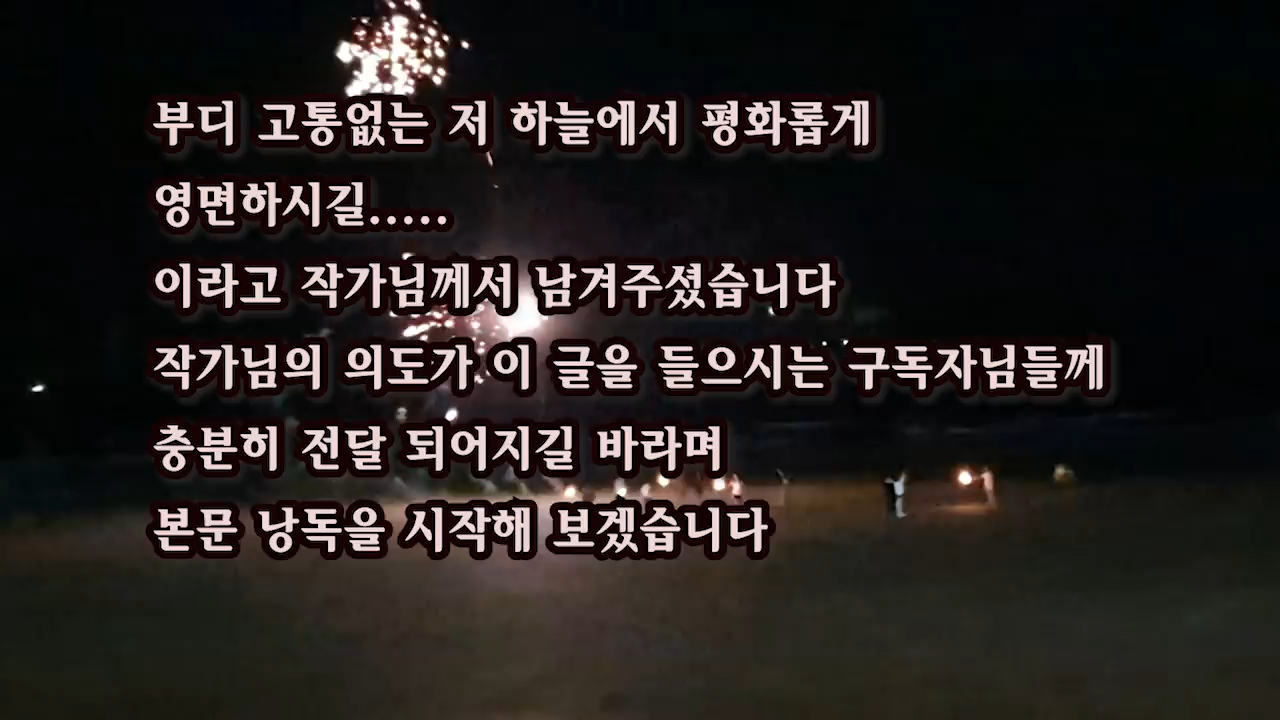 부디 고통없는 저 하늘에서 평화롭게
영면하시길.....
이라고 작가님께서 남겨주셨습니다
작가님의 의도가 이 글을 들으시는 구독자님들께
충분히 전달 되어지길 바라며
본문 낭독을 시작해 보겠습니다